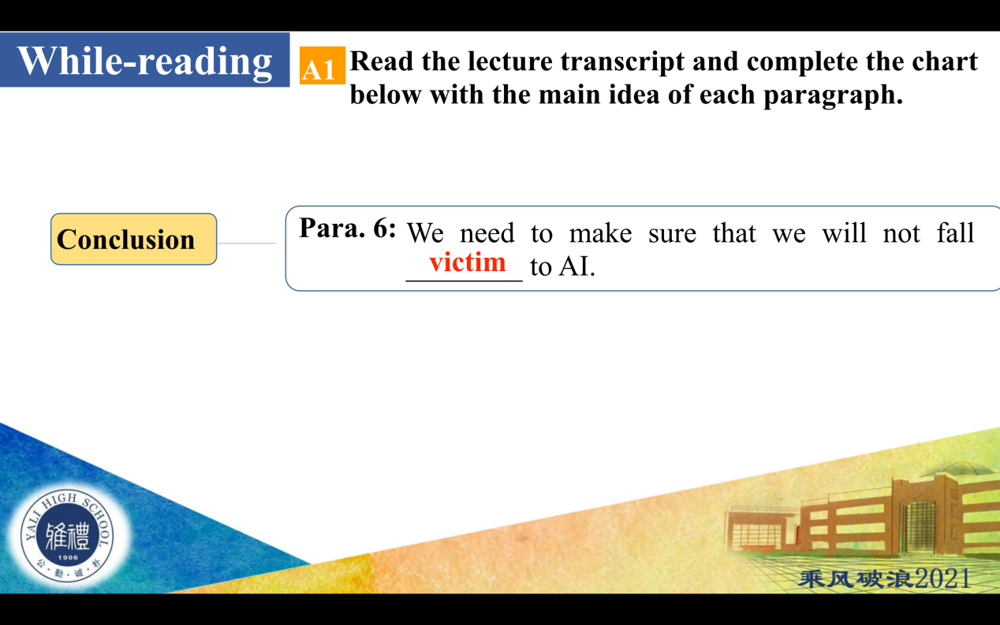 While-reading
A1
Read the lecture transcript and complete the chart
below with the main idea of each paragraph.
Conclusion
Para. 6: We need to make sure that we will not fall
victim to AI.
YALI HIGH SCHOOL
雅禮
1906
公·勤·诚·朴
乘风破浪2021